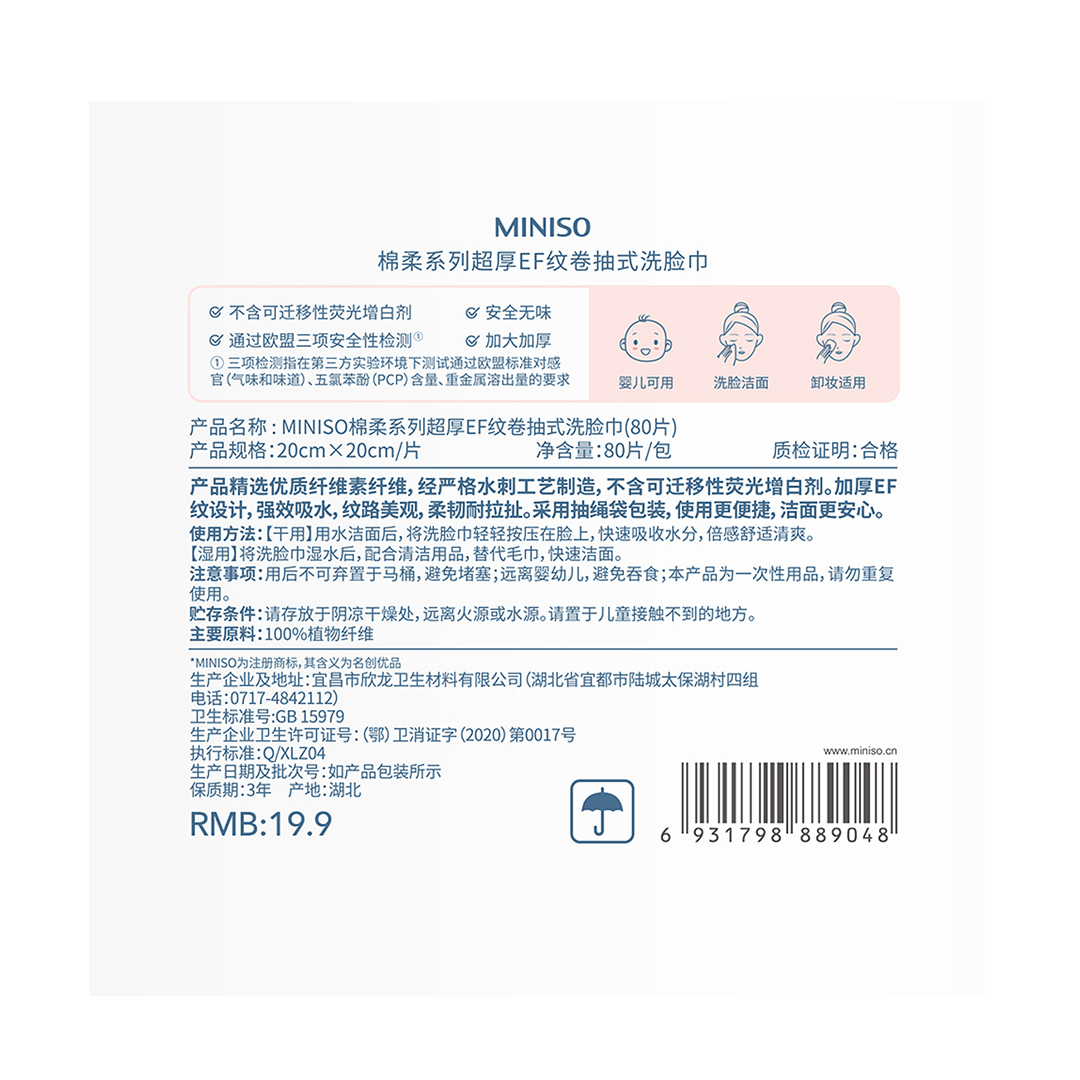 MINISO
棉柔系列超厚EF纹卷抽式洗脸巾
不含可迁移性荧光增白剂
安全无味
通过欧盟三项安全性检测①
加大加厚
① 三项检测指在第三方实验环境下测试通过欧盟标准对感
官(气味和味道)、五氯苯酚(PCP)含量、重金属溶出量的要求
婴儿可用
洗脸洁面
卸妆适用
产品名称:MINISO棉柔系列超厚EF纹卷抽式洗脸巾(80片)
产品规格:20cm×20cm/片 净含量:80片/包 质检证明:合格
产品精选优质纤维素纤维,经严格水刺工艺制造,不含可迁移性荧光增白剂。加厚EF
纹设计,强效吸水,纹路美观,柔韧耐拉扯。采用抽绳袋包装,使用更便捷,洁面更安心。
使用方法:【干用】用水洁面后,将洗脸巾轻轻按压在脸上,快速吸收水分,倍感舒适清爽。
【湿用】将洗脸巾湿水后,配合清洁用品,替代毛巾,快速洁面。
注意事项:用后不可弃置于马桶,避免堵塞;远离婴幼儿,避免吞食;本产品为一次性用品,请勿重复
使用。
贮存条件:请存放于阴凉干燥处,远离火源或水源。请置于儿童接触不到的地方。
主要原料:100%植物纤维
*MINISO为注册商标,其含义为名创优品
生产企业及地址:宜昌市欣龙卫生材料有限公司(湖北省宜都市陆城太保湖村四组
电话:0717-4842112)
卫生标准号:GB 15979
生产企业卫生许可证号:(鄂)卫消证字(2020)第0017号
执行标准:Q/XLZ04
生产日期及批次号:如产品包装所示
保质期:3年 产地:湖北
RMB:19.9
www.miniso.cn
6 931798 889048